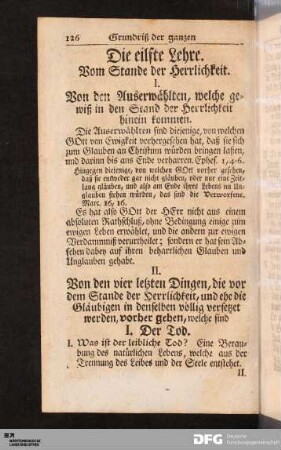 126 Grundriß der ganzen
Die eilfte Lehre.
Vom Stande der Herrlichkeit.
I.
Von den Auserwählten, welche ge-
wiß in den Stand der Herrlichkeit
hinein kommen.
Die Auserwählten sind diejenige, von welchen
GOtt von Ewigkeit vorhergesehen hat, daß sie sich
zum Glauben an Christum würden bringen lassen,
und darinn bis ans Ende verharren. Ephes. 1, 4-6.
Hingegen diejenige, von welchen GOtt vorher gesehen,
daß sie entweder gar nicht gläuben, oder nur eine Zeit-
lang gläuben, und also am Ende ihres Lebens im Un-
glauben stehen würden, das sind die Verworfene.
Marc. 16, 16.
Es hat also GOtt der HErr nicht aus einem
absoluten Rathschluß, ohne Bedingung einige zum
ewigen Leben erwählet, und die andern zur ewigen
Verdammniß verurtheilet; sondern er hat sein Ab-
sehen dabey auf ihren beharrlichen Glauben und
Unglauben gehabt.
II.
Von den vier letzten Dingen, die vor
dem Stande der Herrlichkeit, und ehe die
Gläubigen in denselben völlig versetzet
werden, vorher gehen, welche sind
I. Der Tod.
I. Was ist der leibliche Tod? Eine Berau-
bung des natürlichen Lebens, welche aus der
Trennung des Leibes und der Seele entstehet.
II.
DFG Deutsche
Forschungsgemeinschaft